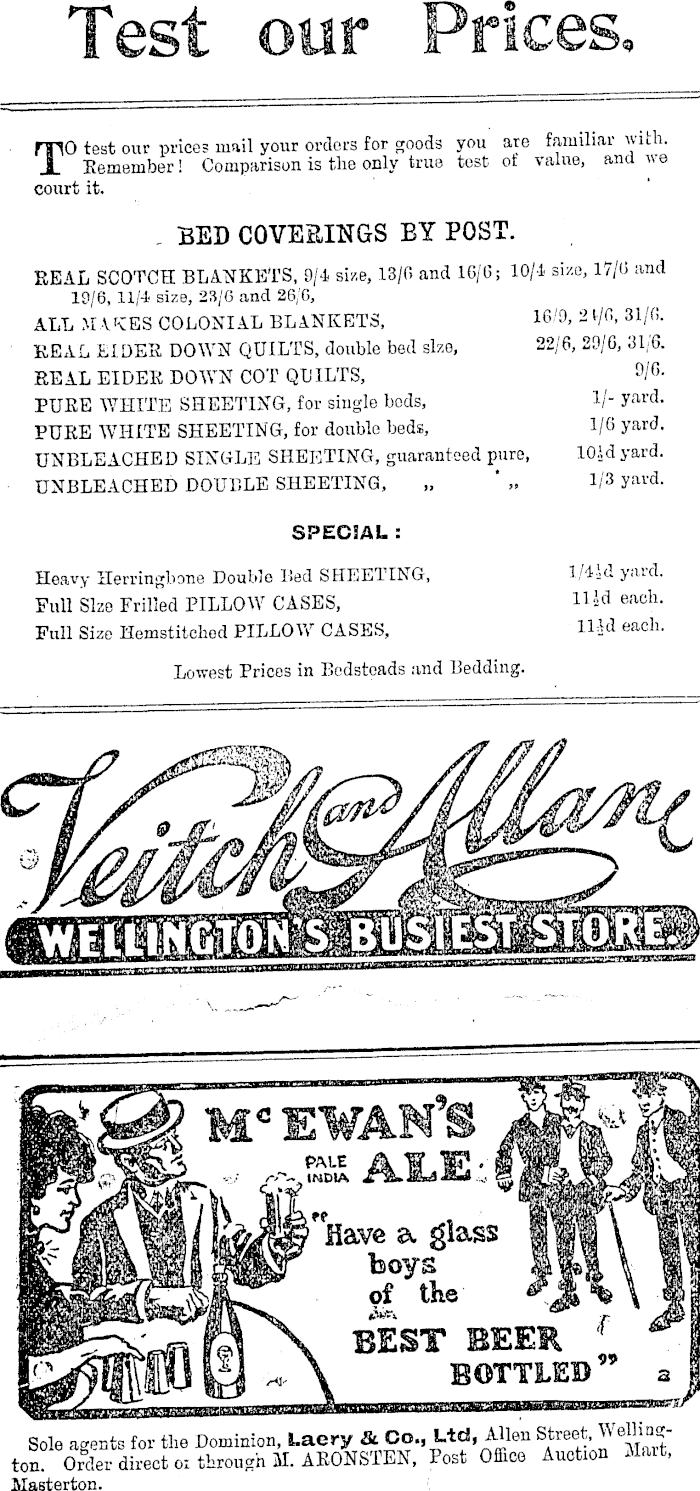 Test our Prices.
TO test our prices mail your orders for goods you are familiar with.
Remember! Comparison is the only true test of value, and we
court it.
BED COVERINGS BY POST.
REAL SCOTCH BLANKETS, 9/4 size, 13/6 and 16/6; 10/4 size, 17/6 and
19/6, 11/4 size, 23/6 and 26/6,
ALL MAKES COLONIAL BLANKETS, 16/9, 21/6, 31/6.
REAL EIDER DOWN QUILTS, double bed size, 22/6, 29/6, 31/6.
REAL EIDER DOWN COT QUILTS, 9/6.
PURE WHITE SHEETING, for single beds, 1/- yard.
PURE WHITE SHEETING, for double beds, 1/6 yard.
UNBLEACHED SINGLE SHEETING, guaranteed pure, 10½d yard.
UNBLEACHED DOUBLE SHEETING, „ „ 1/3 yard.
SPECIAL:
Heavy Herringbone Double Bed SHEETING, 1/4½d yard.
Full Size Frilled PILLOW CASES, 11½d each.
Full Size Hemstitched PILLOW CASES, 11½d each.
Lowest Prices in Bedsteads and Bedding.
Veitch and Allan
WELLINGTON'S BUSIEST STORE.
McEWAN'S
PALE INDIA ALE
"Have a glass
boys
of the
BEST BEER
BOTTLED"
2
Sole agents for the Dominion, Laery & Co., Ltd, Allen Street, Welling-
ton. Order direct or through M. ARONSTEN, Post Office Auction Mart,
Masterton.